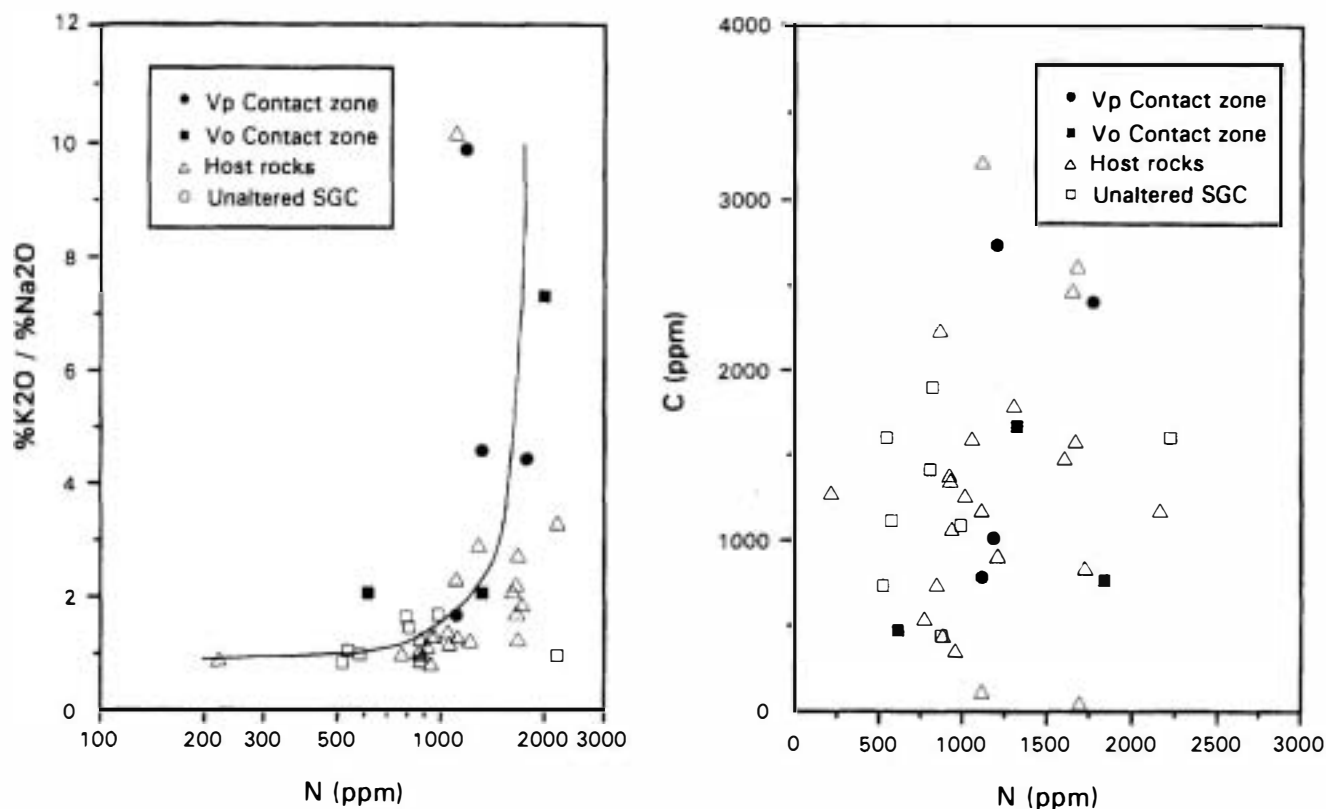 12
10
8
6
4
2
0
%K2O / %Na2O
Vp Contact zone
Vo Contact zone
Host rocks
Unaltered SGC
100 200 300 500 1000 2000 3000
N (ppm)
4000
3000
2000
1000
0
C (ppm)
Vp Contact zone
Vo Contact zone
Host rocks
Unaltered SGC
0 500 1000 1500 2000 2500 3000
N (ppm)